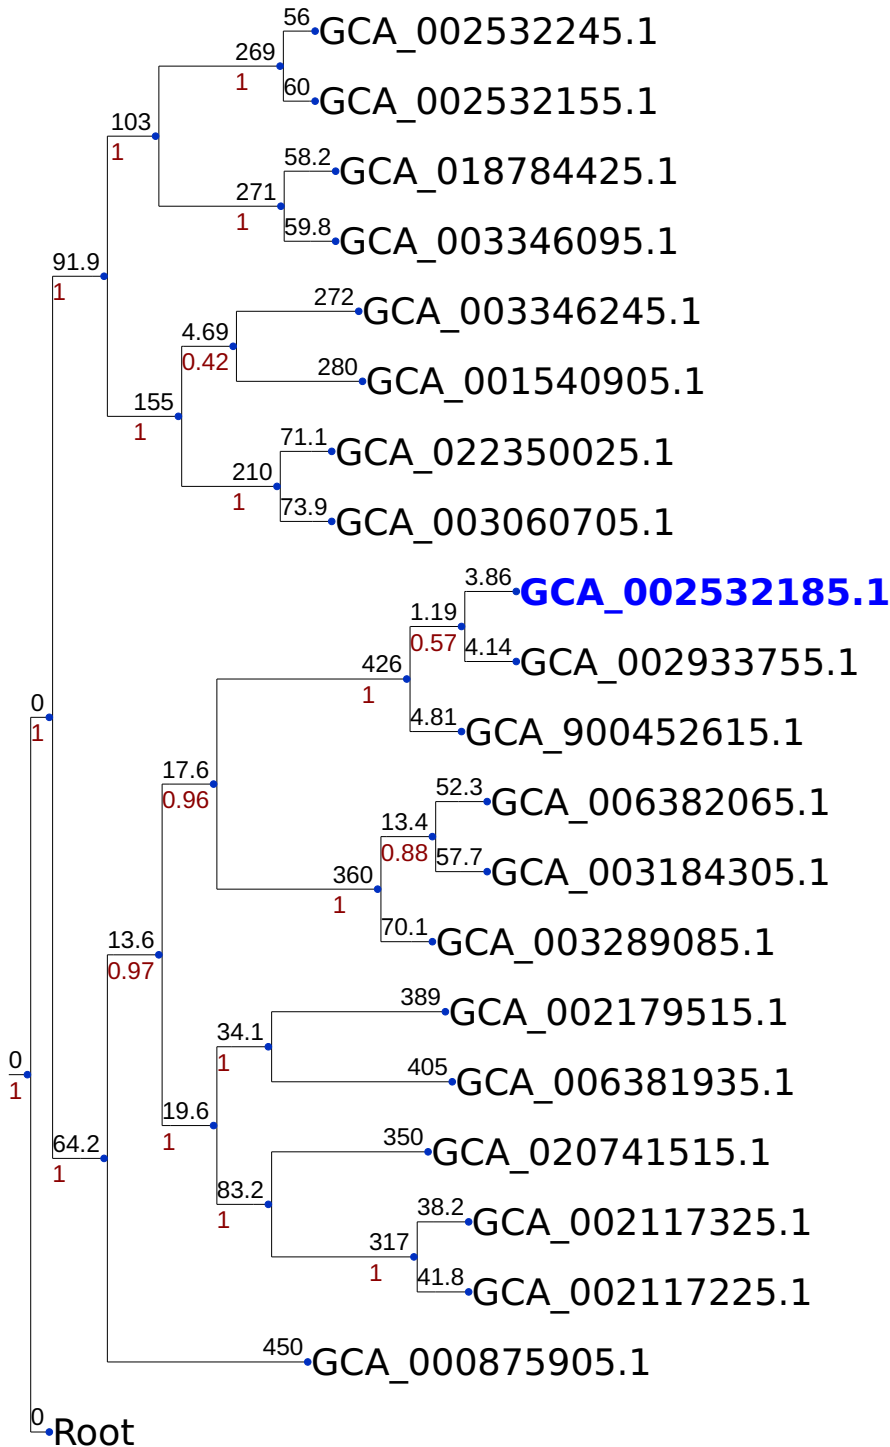 56
GCA_002532245.1
269
1
60
GCA_002532155.1
103
1
58.2
GCA_018784425.1
271
1
59.8
GCA_003346095.1
91.9
1
272
GCA_003346245.1
4.69
0.42
280
GCA_001540905.1
155
1
71.1
GCA_022350025.1
210
1
73.9
GCA_003060705.1
3.86
GCA_002532185.1
1.19
0.57
4.14
GCA_002933755.1
426
1
4.81
GCA_900452615.1
0
1
17.6
0.96
52.3
GCA_006382065.1
13.4
0.88
57.7
GCA_003184305.1
360
1
70.1
GCA_003289085.1
13.6
0.97
389
GCA_002179515.1
34.1
1
405
GCA_006381935.1
0
1
19.6
1
350
GCA_020741515.1
64.2
1
83.2
1
38.2
GCA_002117325.1
317
1
41.8
GCA_002117225.1
450
GCA_000875905.1
0
Root